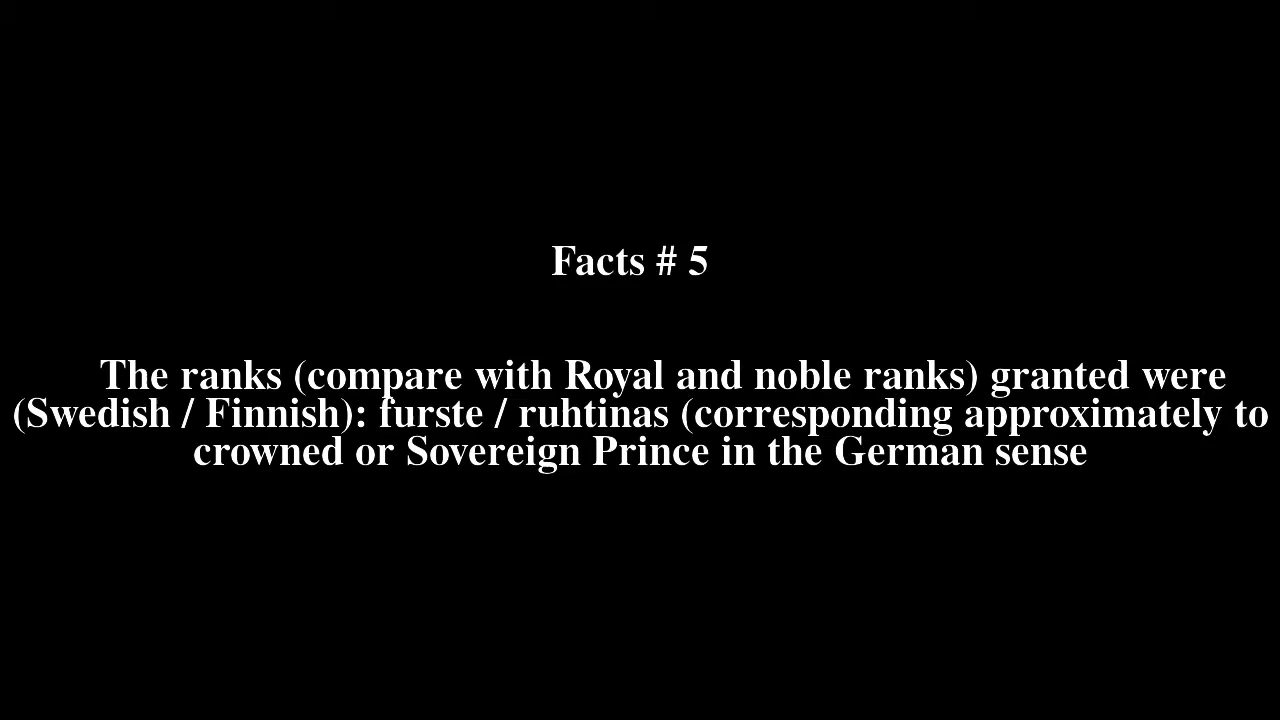 Facts # 5
The ranks (compare with Royal and noble ranks) granted were
(Swedish / Finnish): furste / ruhtinas (corresponding approximately to
crowned or Sovereign Prince in the German sense